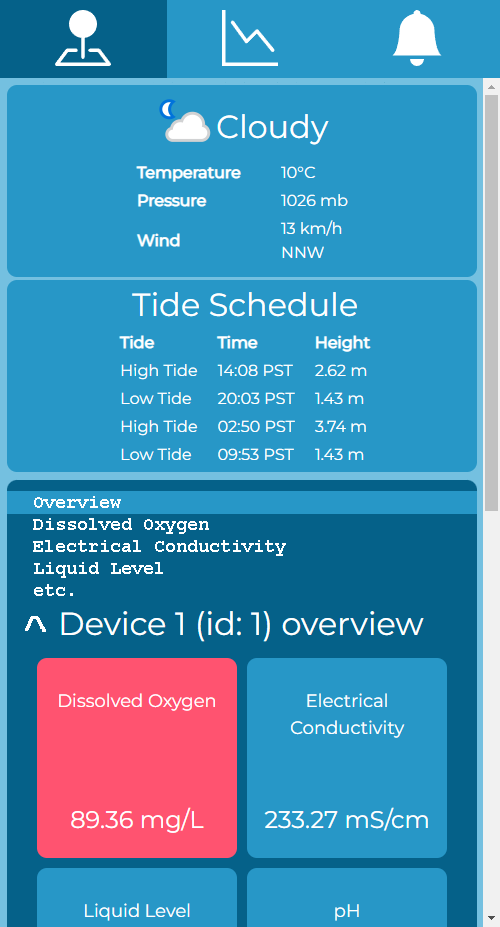 Cloudy
Temperature 10°C
Pressure 1026 mb
Wind 13 km/h
NNW
Tide Schedule
Tide Time Height
High Tide 14:08 PST 2.62 m
Low Tide 20:03 PST 1.43 m
High Tide 02:50 PST 3.74 m
Low Tide 09:53 PST 1.43 m
Overview
Dissolved Oxygen
Electrical Conductivity
Liquid Level
etc.
^ Device 1 (id: 1) overview
Dissolved Oxygen
89.36 mg/L
Electrical
Conductivity
233.27 mS/cm
Liquid Level
pH